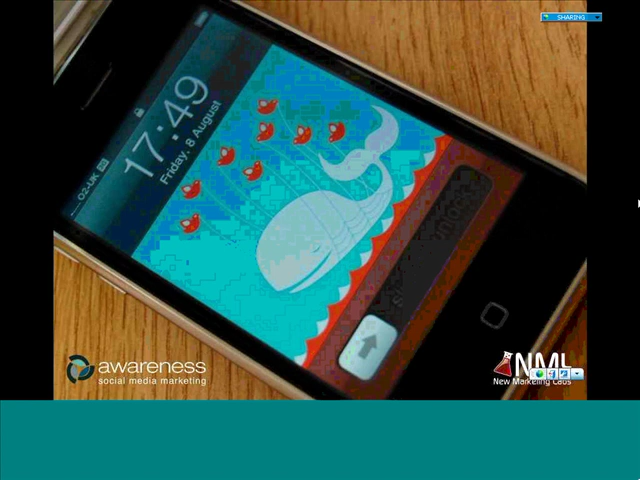 SHARING
O2-UK
17:49
Friday, 8 August
awareness
social media marketing
NML
New Marketing Labs